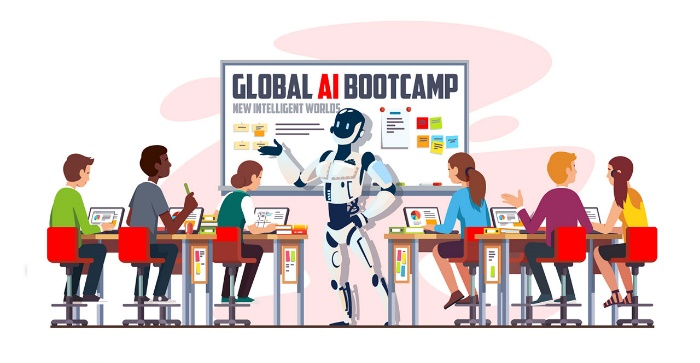 GLOBAL AI BOOTCAMP
NEW INTELLIGENT WORLDS